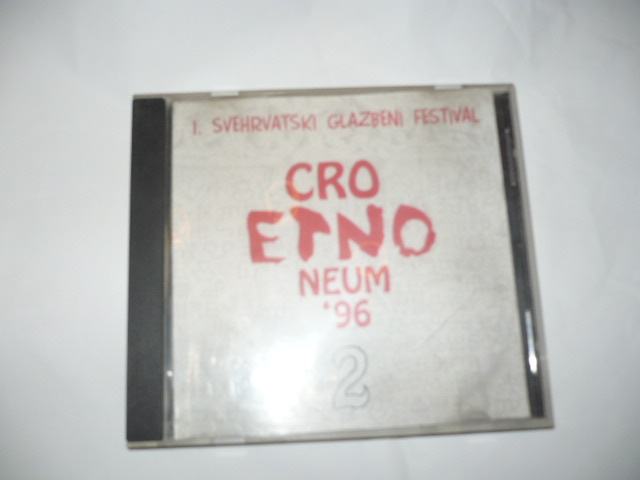 1. SVEHRVATSKI GLAZBENI FESTIVAL
CRO
ETNO
NEUM
'96
2